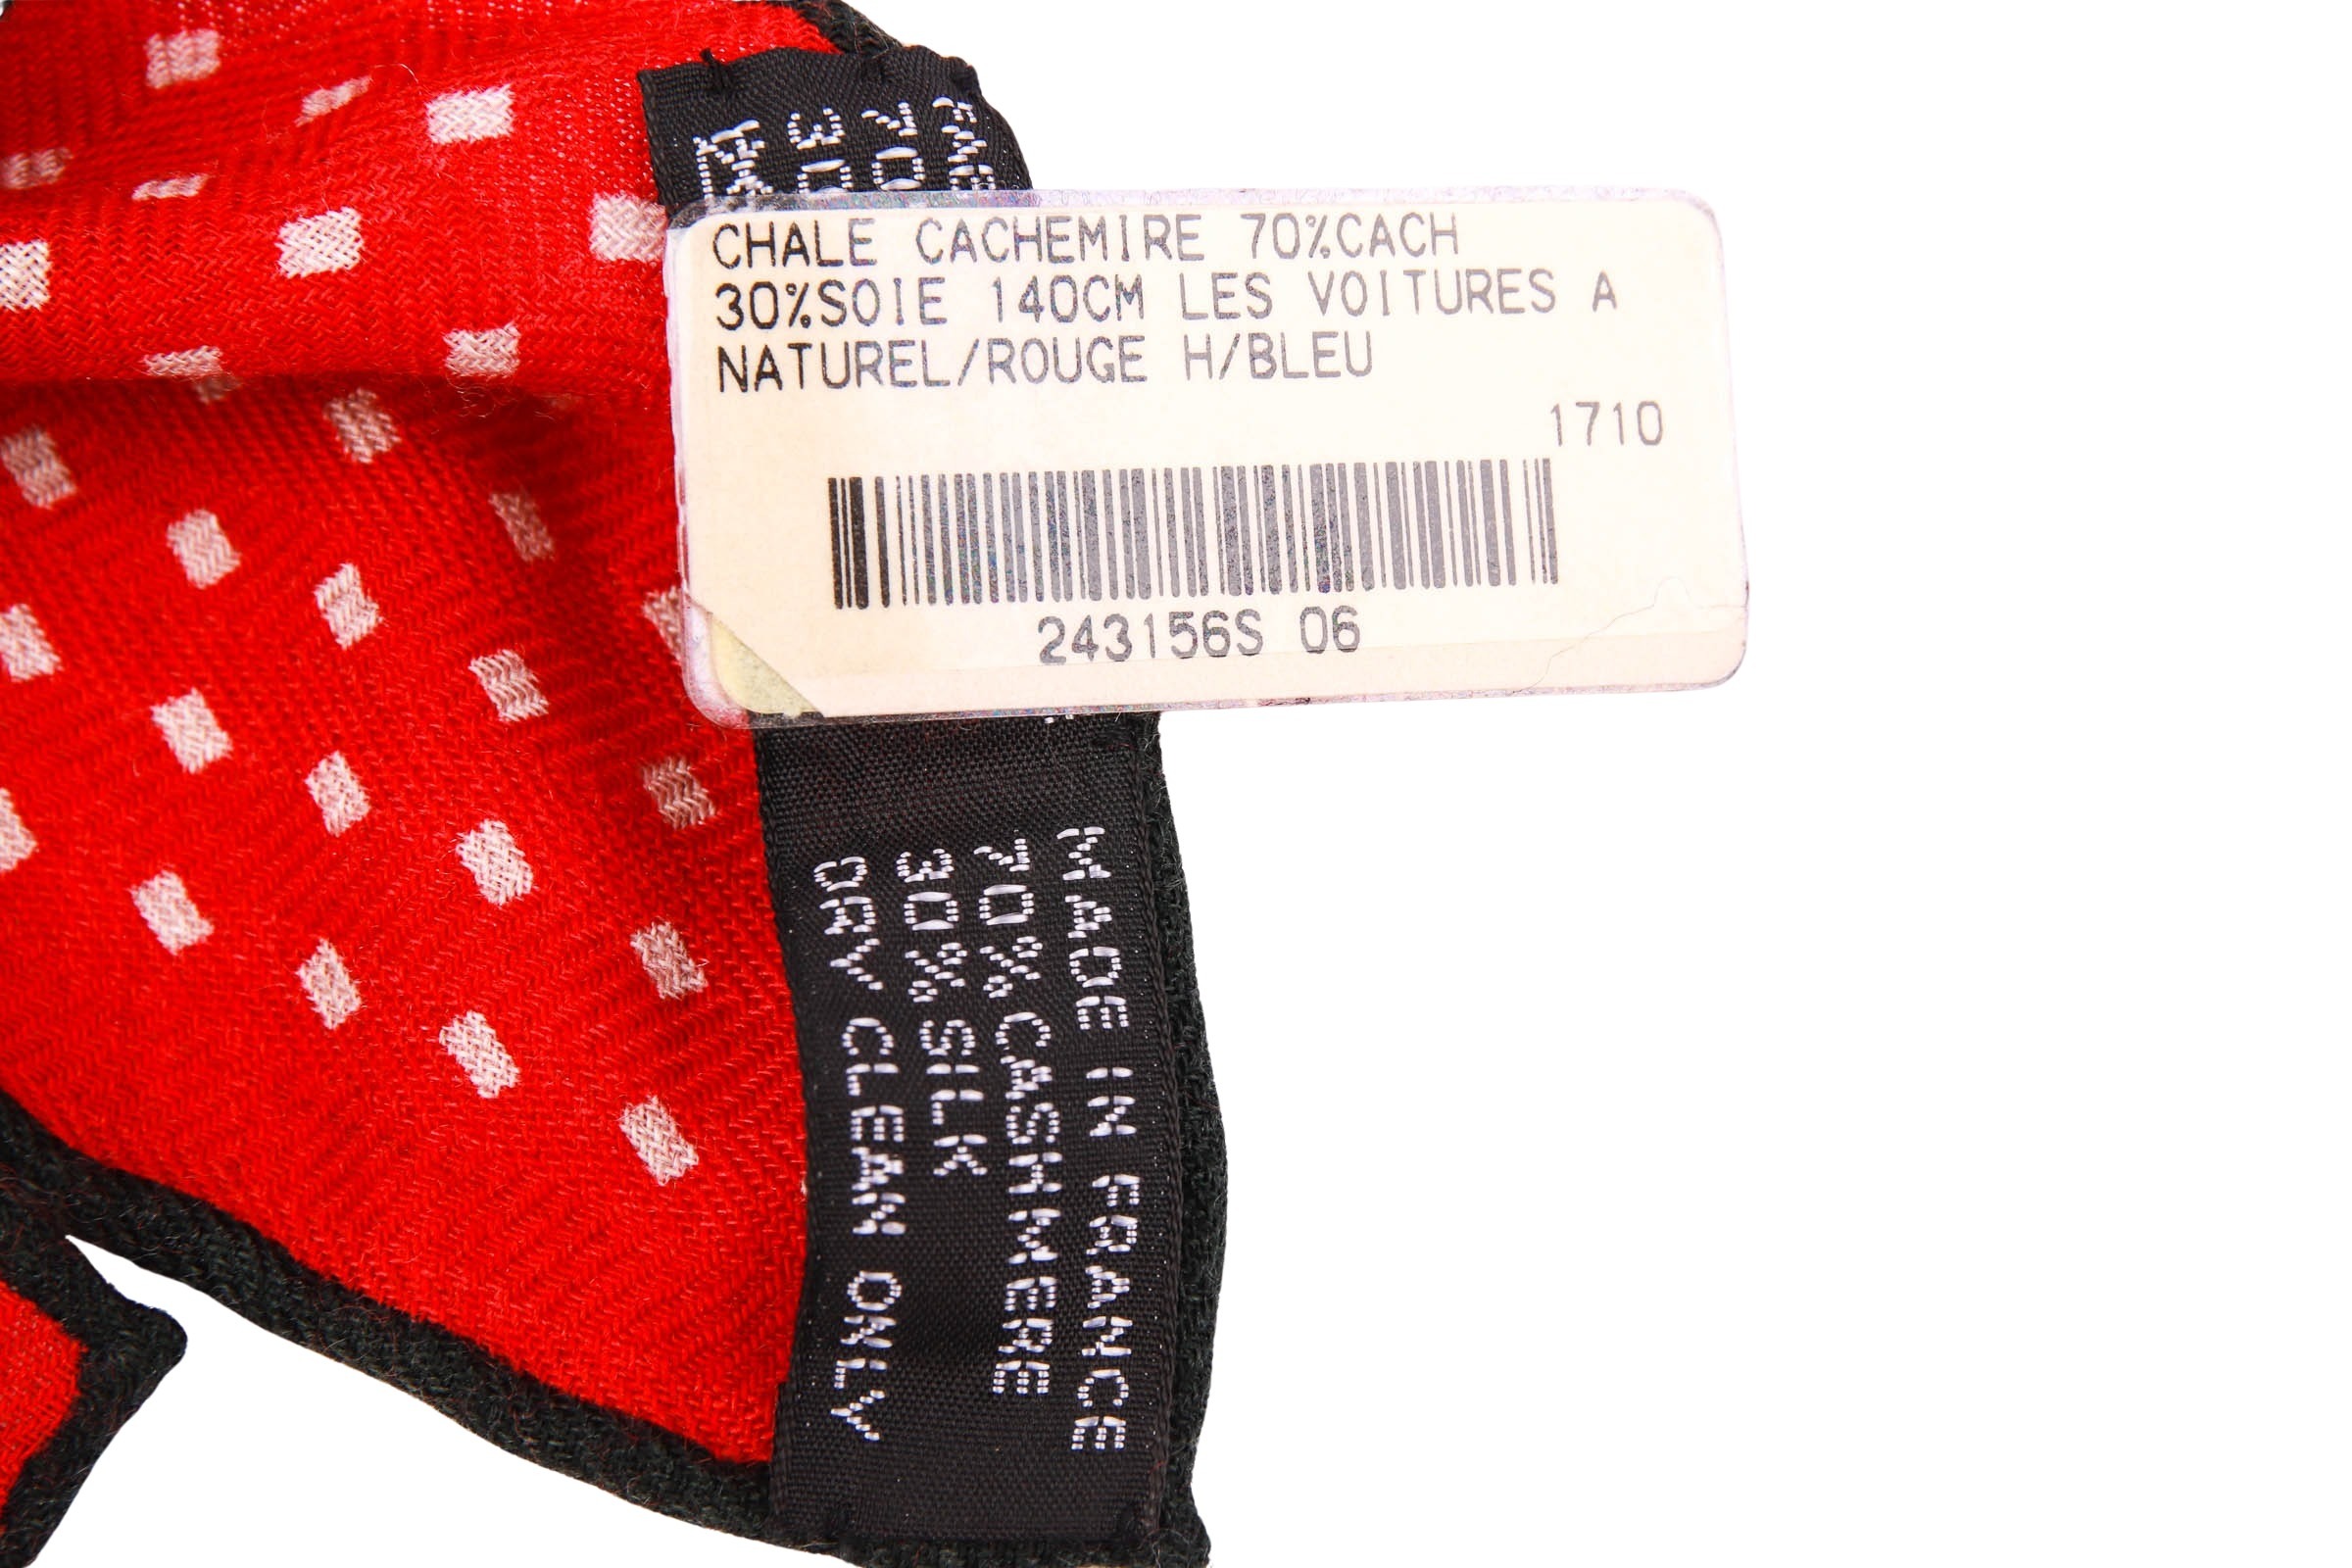 CHALE CACHEMIRE 70%CACH
30%SOIE 140CM LES VOITURES A
NATUREL/ROUGE H/BLEU
1710
243156S 06
MADE IN FRANCE
70% CASHMERE
30% SILK
DRY CLEAN ONLY